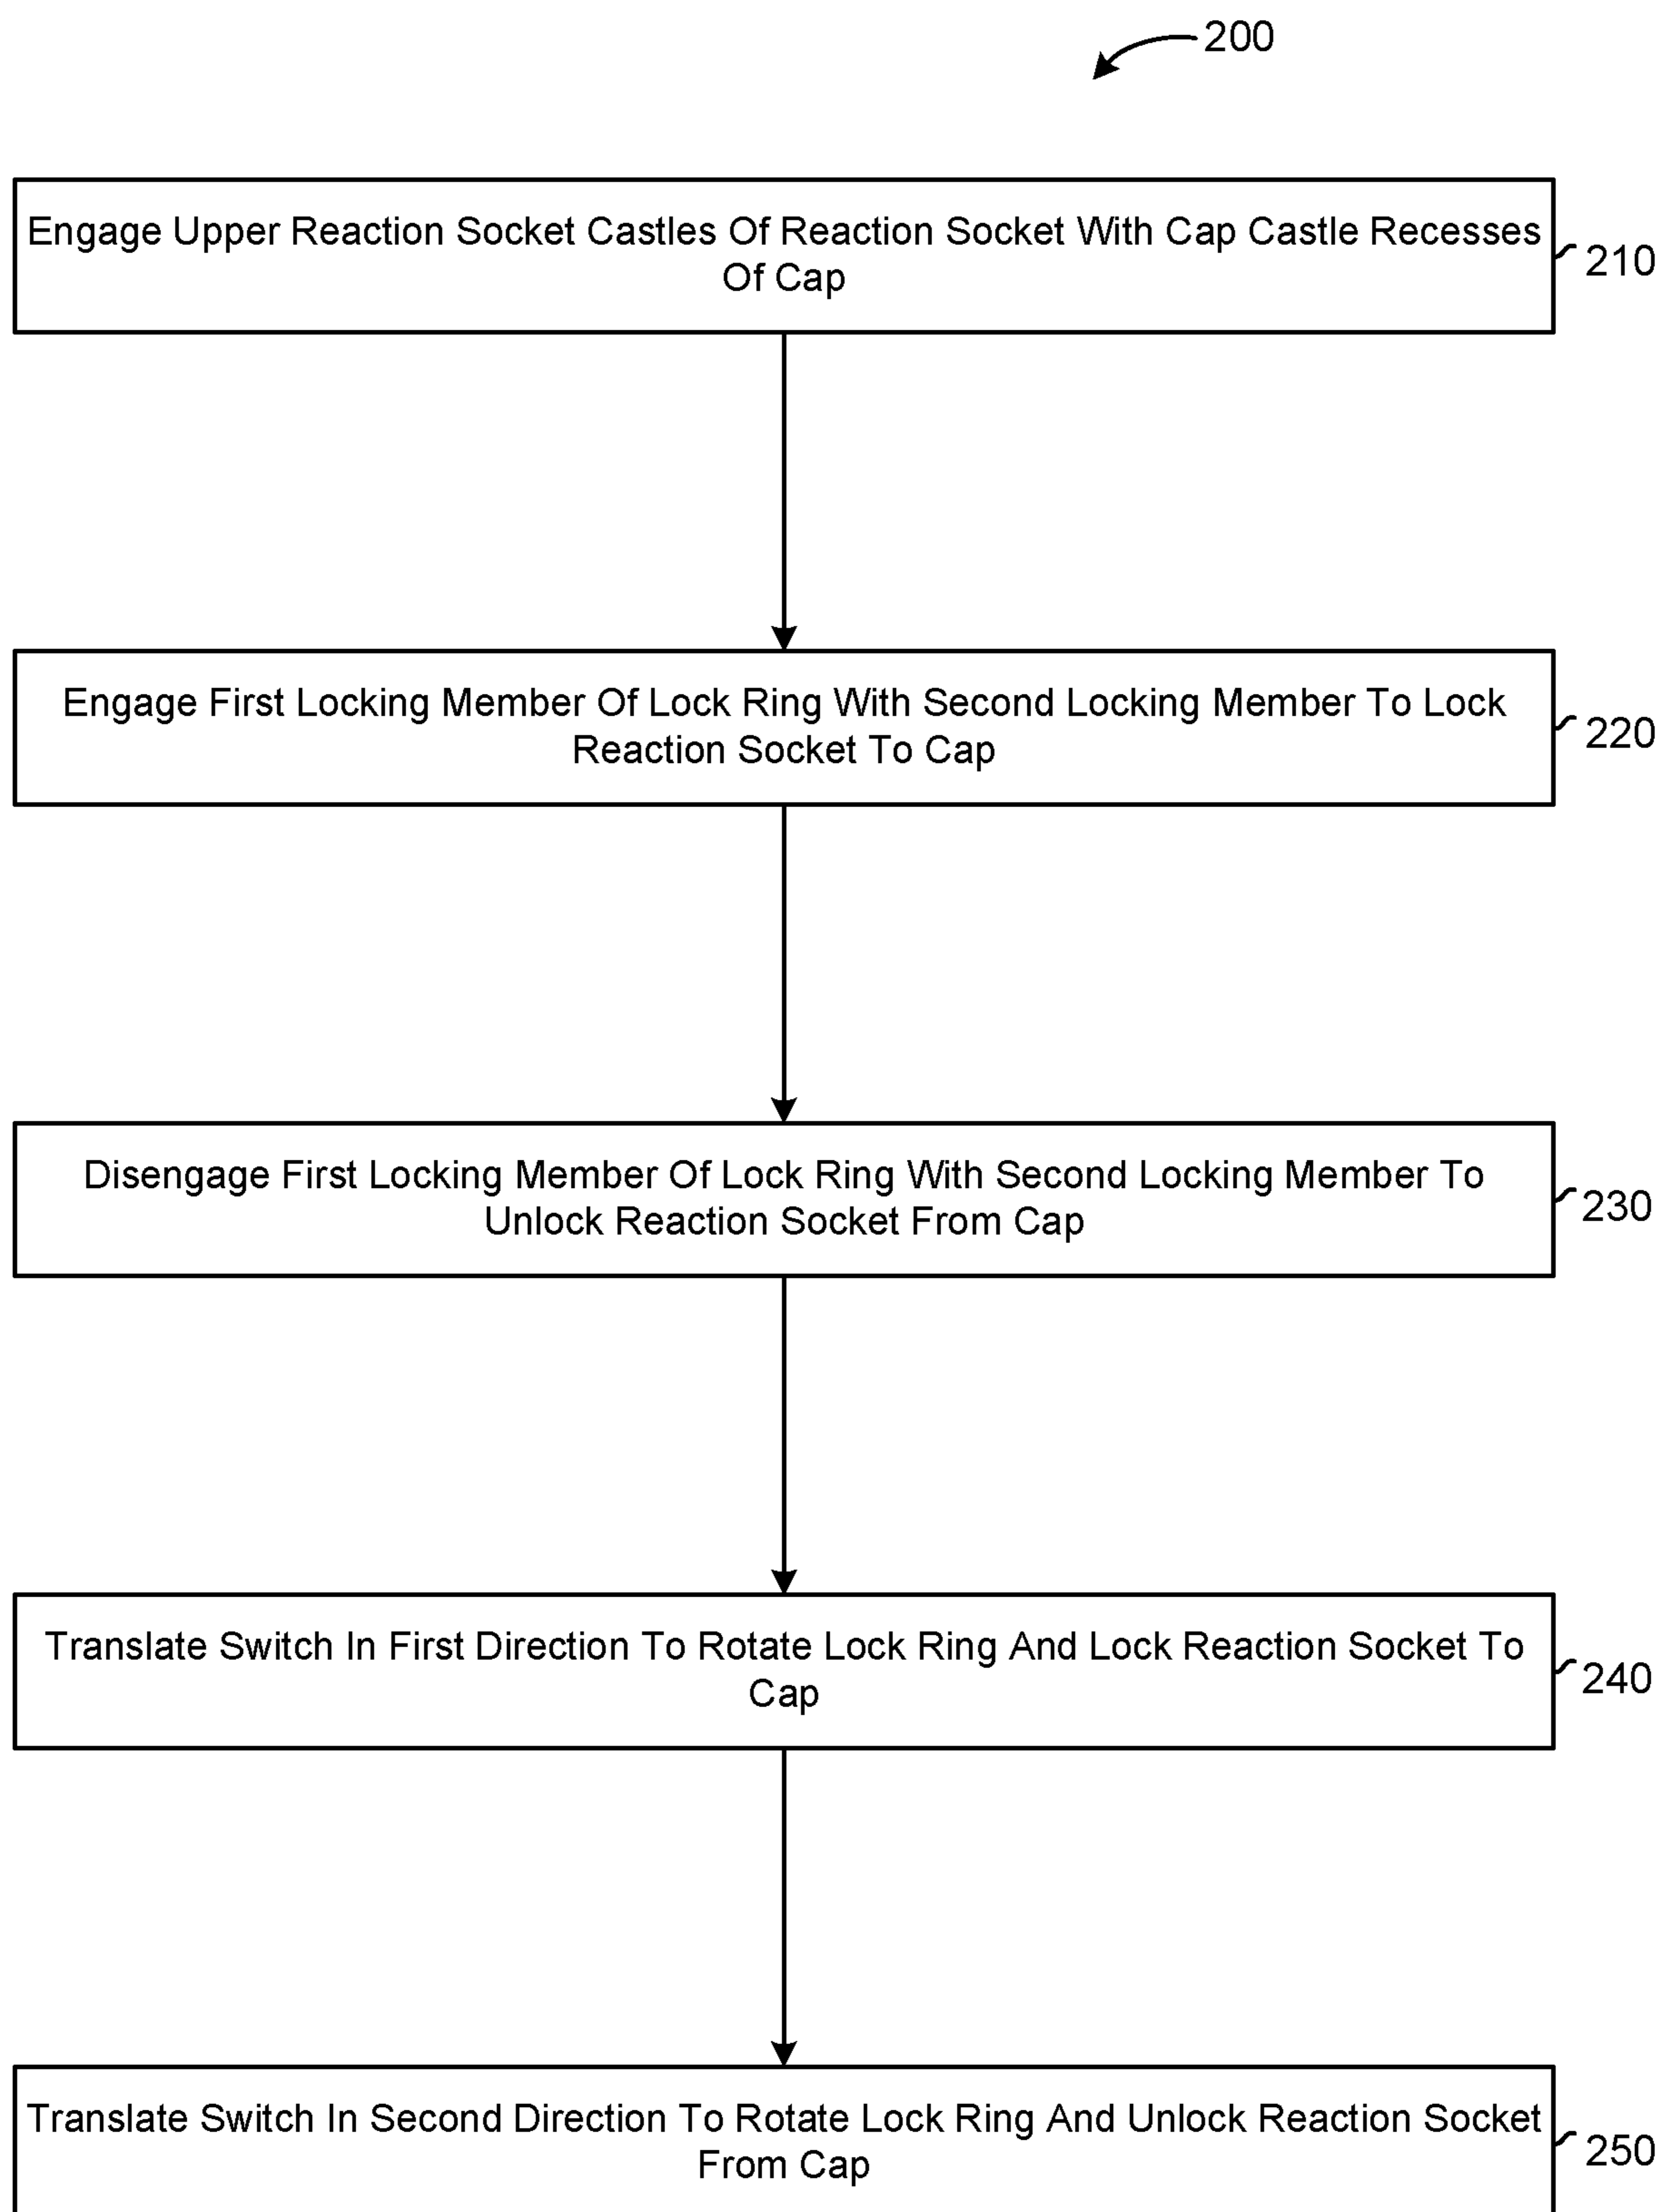 200
Engage Upper Reaction Socket Castles Of Reaction Socket With Cap Castle Recesses
Of Cap
210
Engage First Locking Member Of Lock Ring With Second Locking Member To Lock
Reaction Socket To Cap
220
Disengage First Locking Member Of Lock Ring With Second Locking Member To
Unlock Reaction Socket From Cap
230
Translate Switch In First Direction To Rotate Lock Ring And Lock Reaction Socket To
Cap
240
Translate Switch In Second Direction To Rotate Lock Ring And Unlock Reaction Socket
From Cap
250